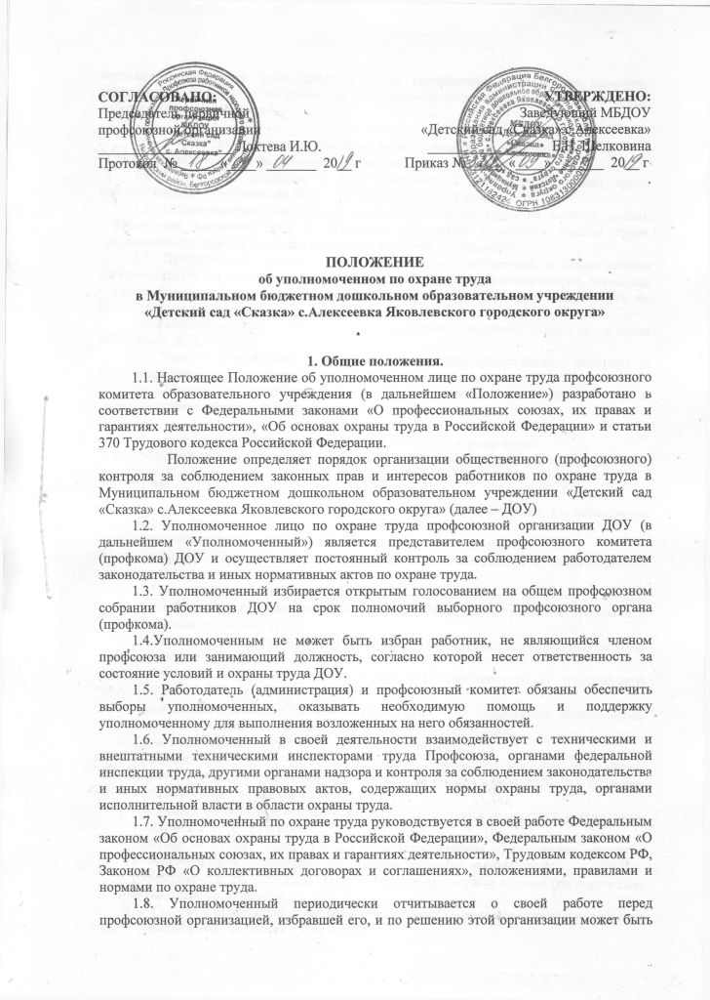 СОГЛАСОВАНО:
Председатель первичной
профсоюзной организации
Локтева И.Ю.
Протокол № 18 » 04 2019 г
УТВЕРЖДЕНО:
Заведующий МБДОУ
«Детский сад «Сказка» с.Алексеевка»
Щелковина
Приказ № « 09 2019 г
ПОЛОЖЕНИЕ
об уполномоченном по охране труда
в Муниципальном бюджетном дошкольном образовательном учреждении
«Детский сад «Сказка» с.Алексеевка Яковлевского городского округа»
1. Общие положения.
1.1. Настоящее Положение об уполномоченном лице по охране труда профсоюзного
комитета образовательного учреждения (в дальнейшем «Положение») разработано в
соответствии с Федеральными законами «О профессиональных союзах, их правах и
гарантиях деятельности», «Об основах охраны труда в Российской Федерации» и статьи
370 Трудового кодекса Российской Федерации.
Положение определяет порядок организации общественного (профсоюзного)
контроля за соблюдением законных прав и интересов работников по охране труда в
Муниципальном бюджетном дошкольном образовательном учреждении «Детский сад
«Сказка» с.Алексеевка Яковлевского городского округа» (далее – ДОУ)
1.2. Уполномоченное лицо по охране труда профсоюзной организации ДОУ (в
дальнейшем «Уполномоченный») является представителем профсоюзного комитета
(профкома) ДОУ и осуществляет постоянный контроль за соблюдением работодателем
законодательства и иных нормативных актов по охране труда.
1.3. Уполномоченный избирается открытым голосованием на общем профсоюзном
собрании работников ДОУ на срок полномочий выборного профсоюзного органа
(профкома).
1.4.Уполномоченным не может быть избран работник, не являющийся членом
профсоюза или занимающий должность, согласно которой несет ответственность за
состояние условий и охраны труда ДОУ.
1.5. Работодатель (администрация) и профсоюзный комитет обязаны обеспечить
выборы уполномоченных, оказывать необходимую помощь и поддержку
уполномоченному для выполнения возложенных на него обязанностей.
1.6. Уполномоченный в своей деятельности взаимодействует с техническими и
внештатными техническими инспекторами труда Профсоюза, органами федеральной
инспекции труда, другими органами надзора и контроля за соблюдением законодательства
и иных нормативных правовых актов, содержащих нормы охраны труда, органами
исполнительной власти в области охраны труда.
1.7. Уполномоченный по охране труда руководствуется в своей работе Федеральным
законом «Об основах охраны труда в Российской Федерации», Федеральным законом «О
профессиональных союзах, их правах и гарантиях деятельности», Трудовым кодексом РФ,
Законом РФ «О коллективных договорах и соглашениях», положениями, правилами и
нормами по охране труда.
1.8. Уполномоченный периодически отчитывается о своей работе перед
профсоюзной организацией, избравшей его, и по решению этой организации может быть